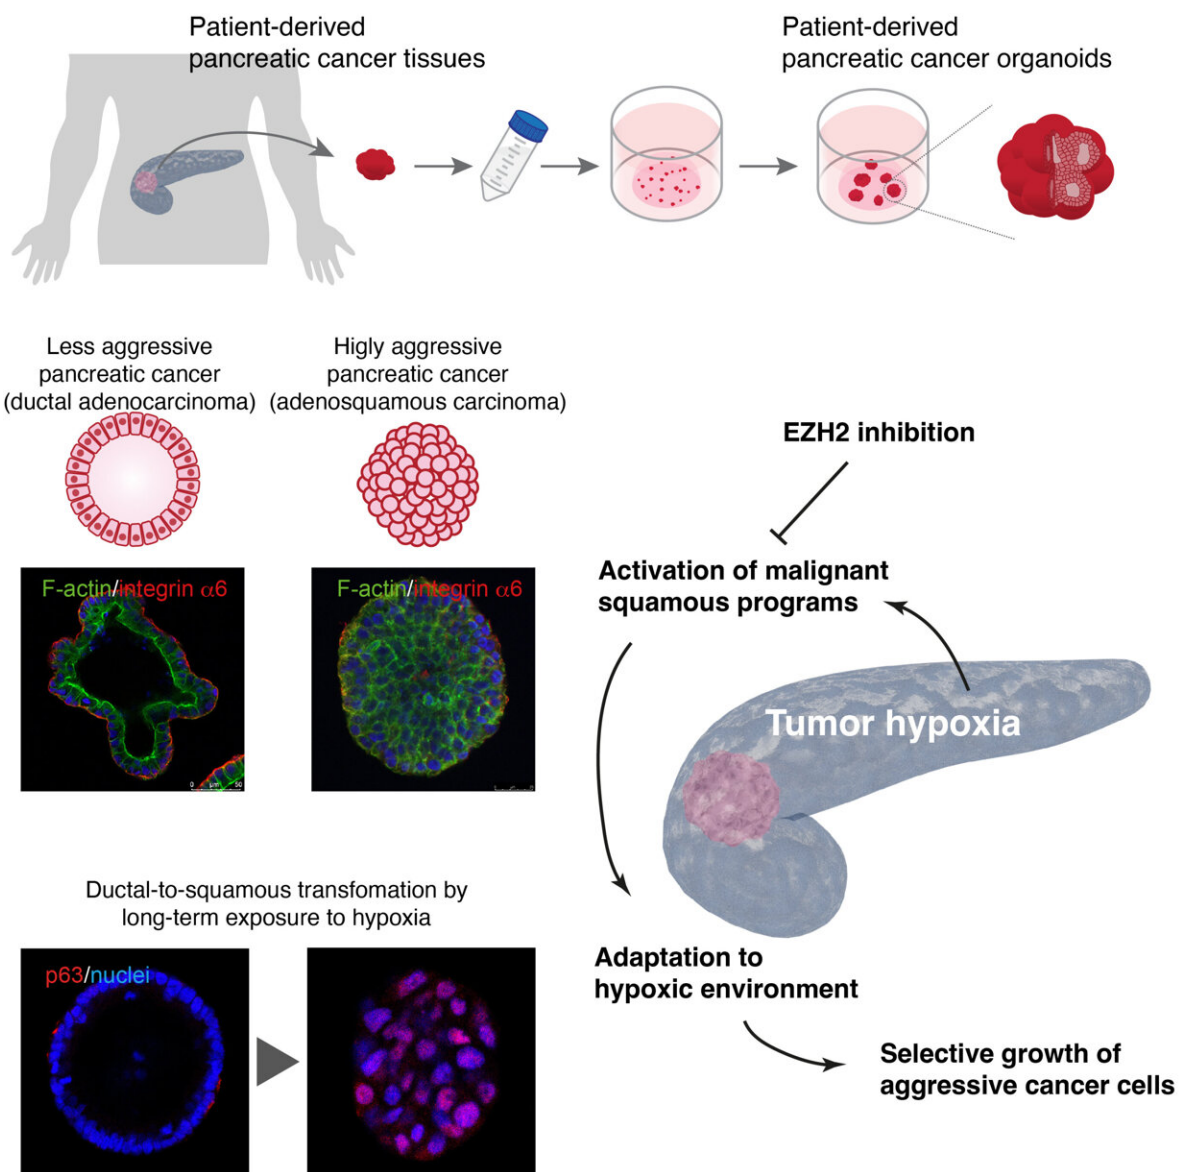 Patient-derived
pancreatic cancer tissues
Patient-derived
pancreatic cancer organoids
Less aggressive
pancreatic cancer
(ductal adenocarcinoma)
Higly aggressive
pancreatic cancer
(adenosquamous carcinoma)
F-actin/integrin α6
0 µm 50
F-actin/integrin α6
EZH2 inhibition
Activation of malignant
squamous programs
Tumor hypoxia
Adaptation to
hypoxic environment
Selective growth of
aggressive cancer cells
Ductal-to-squamous transfomation by
long-term exposure to hypoxia
p63/nuclei